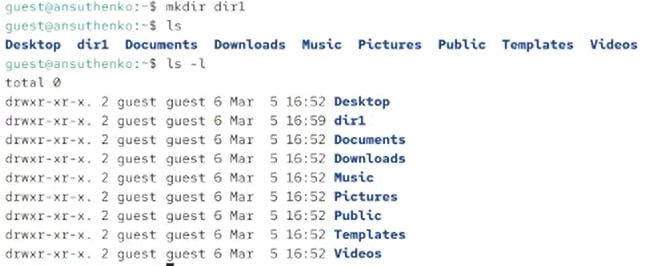 guest@ansuthenko:~$ mkdir dir1
guest@ansuthenko:~$ ls
Desktop dir1 Documents Downloads Music Pictures Public Templates Videos
guest@ansuthenko:~$ ls -l
total 0
drwxr-xr-x. 2 guest guest 6 Mar 5 16:52 Desktop
drwxr-xr-x. 2 guest guest 6 Mar 5 16:59 dir1
drwxr-xr-x. 2 guest guest 6 Mar 5 16:52 Documents
drwxr-xr-x. 2 guest guest 6 Mar 5 16:52 Downloads
drwxr-xr-x. 2 guest guest 6 Mar 5 16:52 Music
drwxr-xr-x. 2 guest guest 6 Mar 5 16:52 Pictures
drwxr-xr-x. 2 guest guest 6 Mar 5 16:52 Public
drwxr-xr-x. 2 guest guest 6 Mar 5 16:52 Templates
drwxr-xr-x. 2 guest guest 6 Mar 5 16:52 Videos